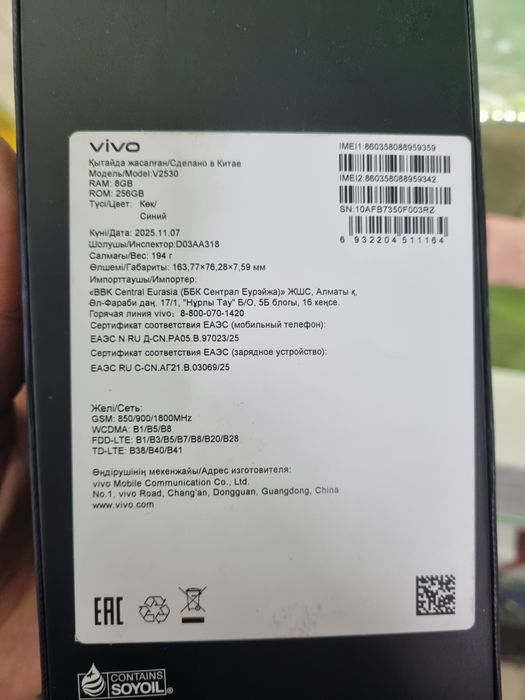 vivo
Қытайда жасалған/Сделано в Китае
Модель/Model:V2530
RAM: 8GB
ROM: 256GB
Түсі/Цвет: Көк/
Синий
Күні/Дата: 2025.11.07
Шолушы/Инспектор:D03AA318
Салмағы/Вес: 194 г
Өлшемі/Габариты: 163,77×76,28×7,59 мм
Импорттаушы/Импортер:
«BBK Central Eurasia (ББК Сентрал Еурэйжа)» ЖШС, Алматы қ,
Өл-Фараби даң. 17/1, "Нурлы Тау" Б/О, 5Б блогы, 16 кеңсе.
Горячая линия vivo: 8-800-070-1420
Сертификат соответствия ЕАЭС (мобильный телефон):
ЕАЭС N RU Д-CN.РА05.В.97023/25
Сертификат соответствия ЕАЭС (зарядное устройство):
ЕАЭС RU С-CN.АГ21.В.03069/25
Желі/Сеть:
GSM: 850/900/1800MHz
WCDMA: B1/B5/B8
FDD-LTE: B1/B3/B5/B7/B8/B20/B28
TD-LTE: B38/B40/B41
Өндірушінің мекенжайы/Адрес изготовителя:
vivo Mobile Communication Co., Ltd.
No.1, vivo Road, Chang'an, Dongguan, Guangdong, China
www.vivo.com
IMEI1:860358088959359
IMEI2:860358088959342
SN:10AFB7350F003RZ
6 932204 511164
EAC
CONTAINS
SOYOIL®